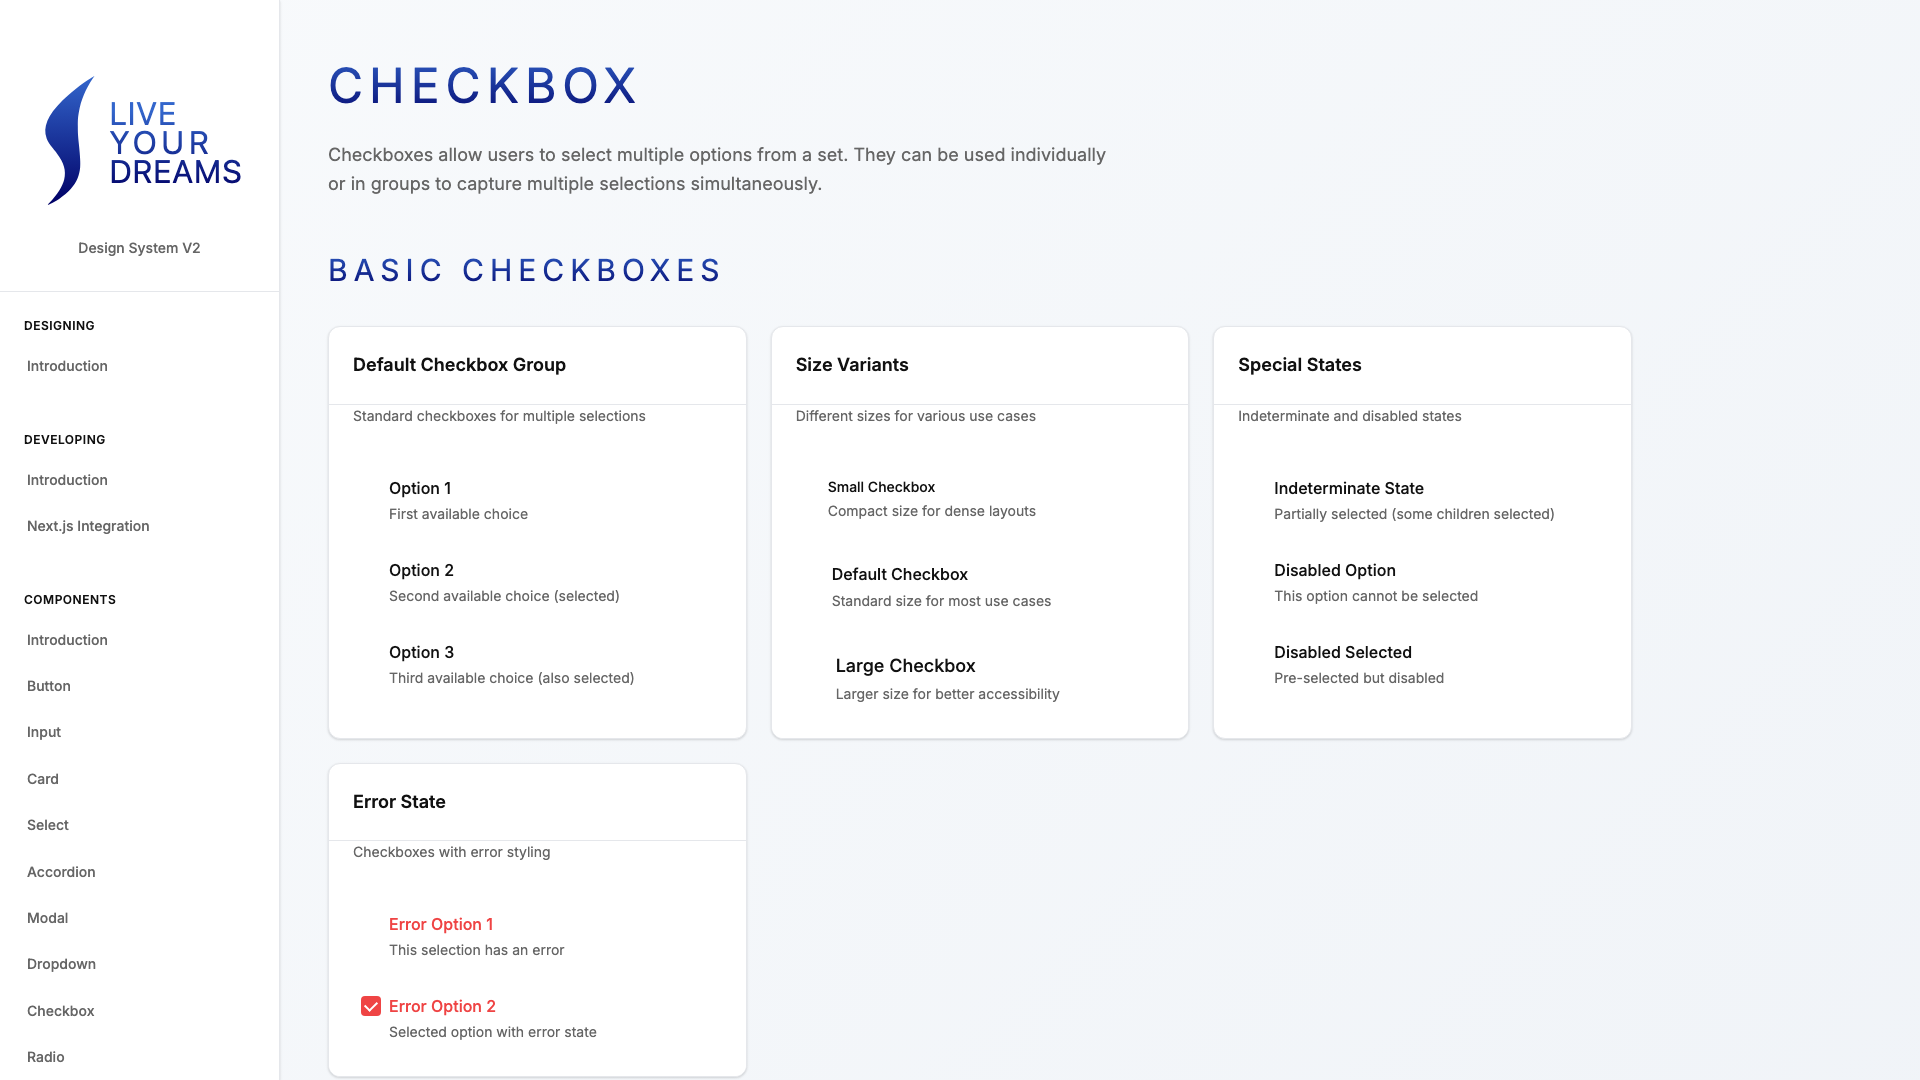 LIVE
YOUR
DREAMS
Design System V2
DESIGNING
Introduction
DEVELOPING
Introduction
Next.js Integration
COMPONENTS
Introduction
Button
Input
Card
Select
Accordion
Modal
Dropdown
Checkbox
Radio
CHECKBOX
Checkboxes allow users to select multiple options from a set. They can be used individually
or in groups to capture multiple selections simultaneously.
BASIC CHECKBOXES
Default Checkbox Group
Standard checkboxes for multiple selections
Option 1
First available choice
Option 2
Second available choice (selected)
Option 3
Third available choice (also selected)
Size Variants
Different sizes for various use cases
Small Checkbox
Compact size for dense layouts
Default Checkbox
Standard size for most use cases
Large Checkbox
Larger size for better accessibility
Special States
Indeterminate and disabled states
Indeterminate State
Partially selected (some children selected)
Disabled Option
This option cannot be selected
Disabled Selected
Pre-selected but disabled
Error State
Checkboxes with error styling
Error Option 1
This selection has an error
Error Option 2
Selected option with error state